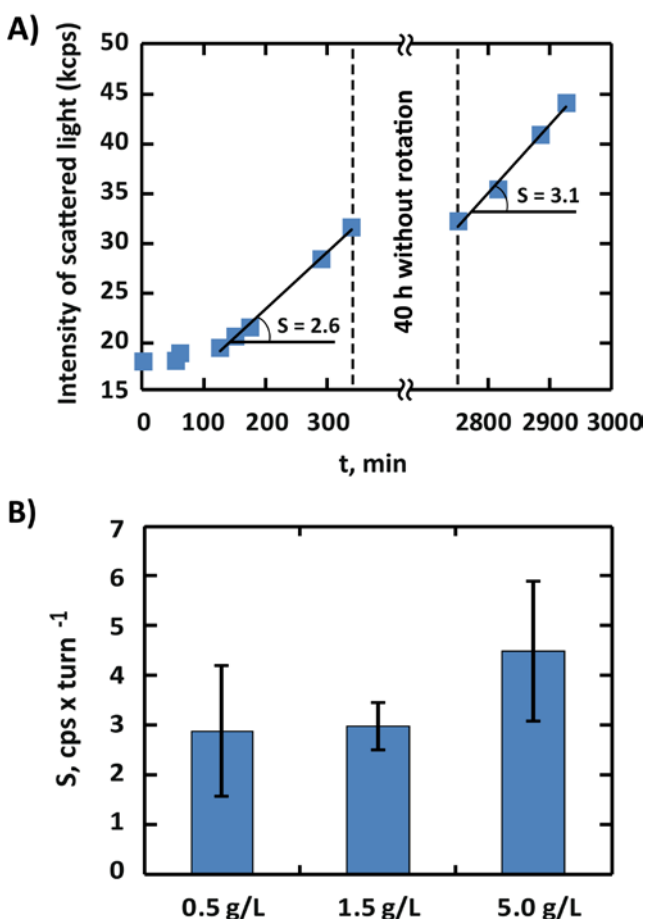 A)
Intensity of scattered light (kcps)
50
45
40
35
30
25
20
15
40 h without rotation
S = 2.6
S = 3.1
0 100 200 300 2800 2900 3000
t, min
B)
S, cps x turn -1
7
6
5
4
3
2
1
0
0.5 g/L 1.5 g/L 5.0 g/L